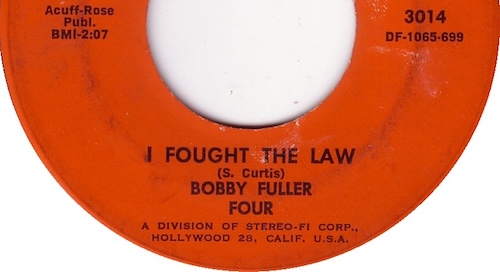 Acuff-Rose
Publ.
BMI-2:07
3014
DF-1065-699
I FOUGHT THE LAW
(S. Curtis)
BOBBY FULLER
FOUR
A DIVISION OF STEREO-FI CORP.,
HOLLYWOOD 28, CALIF. U.S.A.